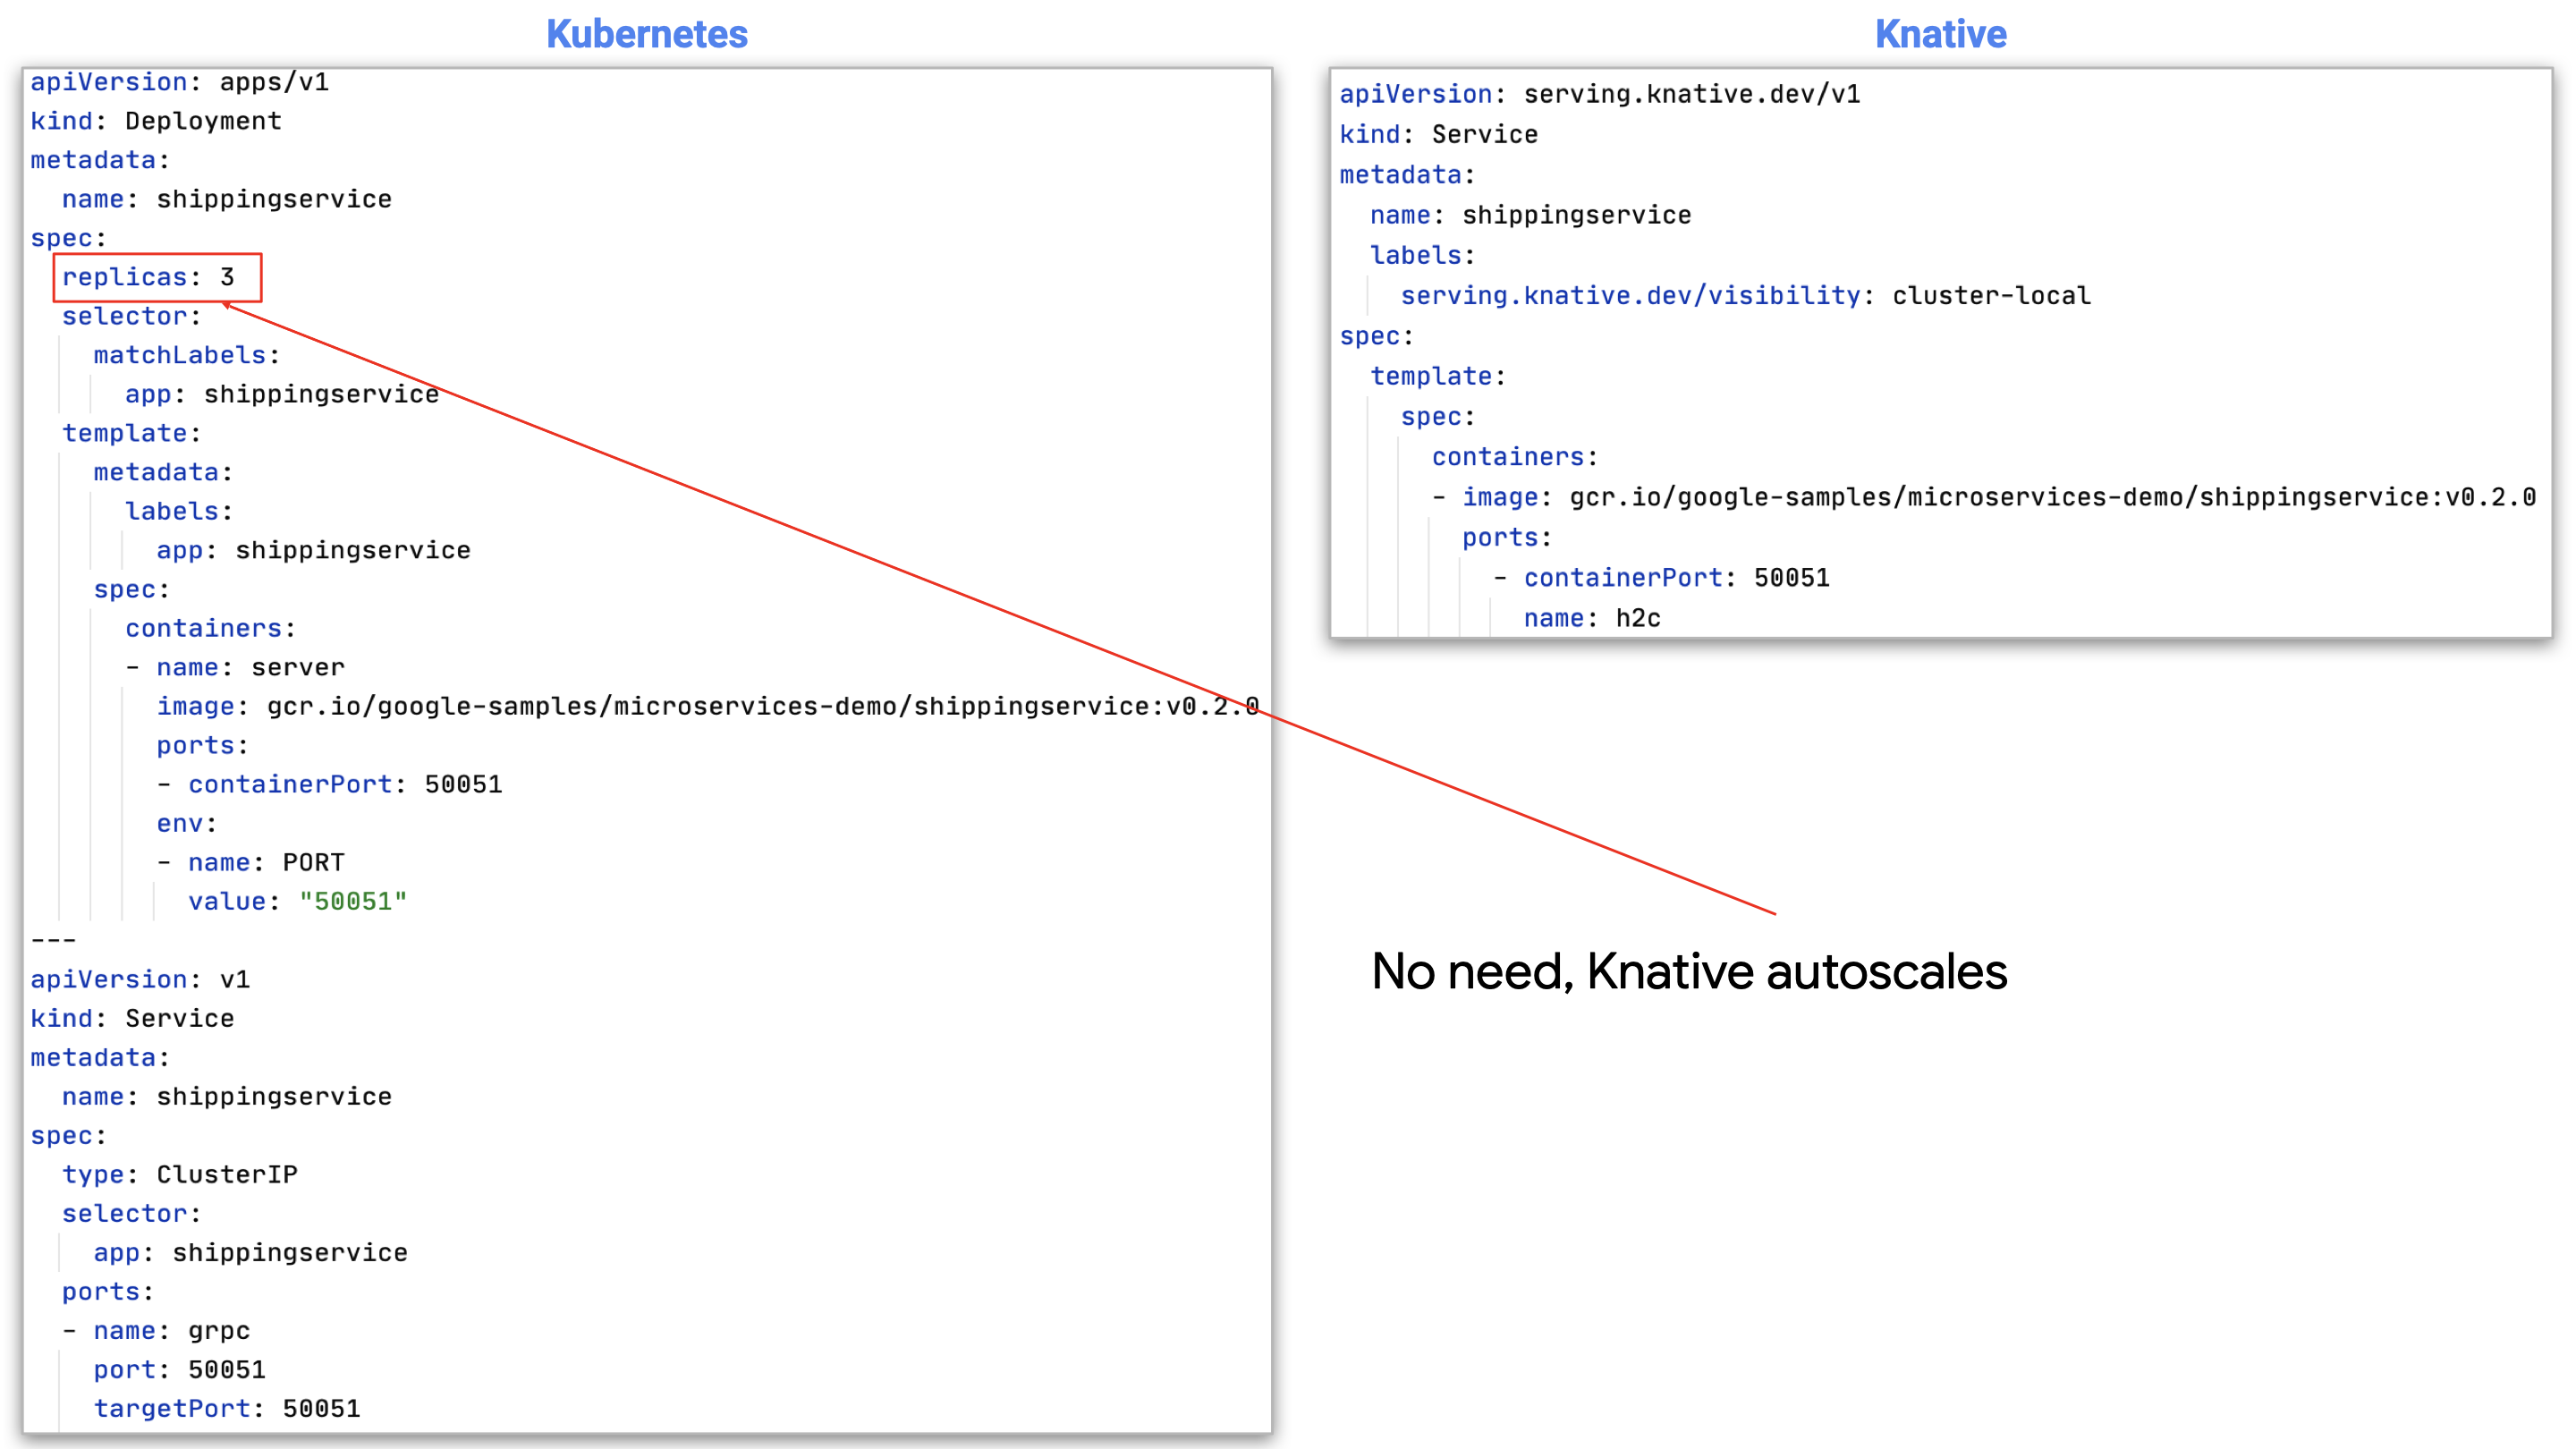 Kubernetes
apiVersion: apps/v1
kind: Deployment
metadata:
  name: shippingservice
spec:
  replicas: 3
  selector:
    matchLabels:
      app: shippingservice
  template:
    metadata:
      labels:
        app: shippingservice
    spec:
      containers:
      - name: server
        image: gcr.io/google-samples/microservices-demo/shippingservice:v0.2.0
        ports:
        - containerPort: 50051
        env:
        - name: PORT
          value: "50051"
---
apiVersion: v1
kind: Service
metadata:
  name: shippingservice
spec:
  type: ClusterIP
  selector:
    app: shippingservice
  ports:
  - name: grpc
    port: 50051
    targetPort: 50051
Knative
apiVersion: serving.knative.dev/v1
kind: Service
metadata:
  name: shippingservice
  labels:
    serving.knative.dev/visibility: cluster-local
spec:
  template:
    spec:
      containers:
      - image: gcr.io/google-samples/microservices-demo/shippingservice:v0.2.0
        ports:
          - containerPort: 50051
            name: h2c
No need, Knative autoscales